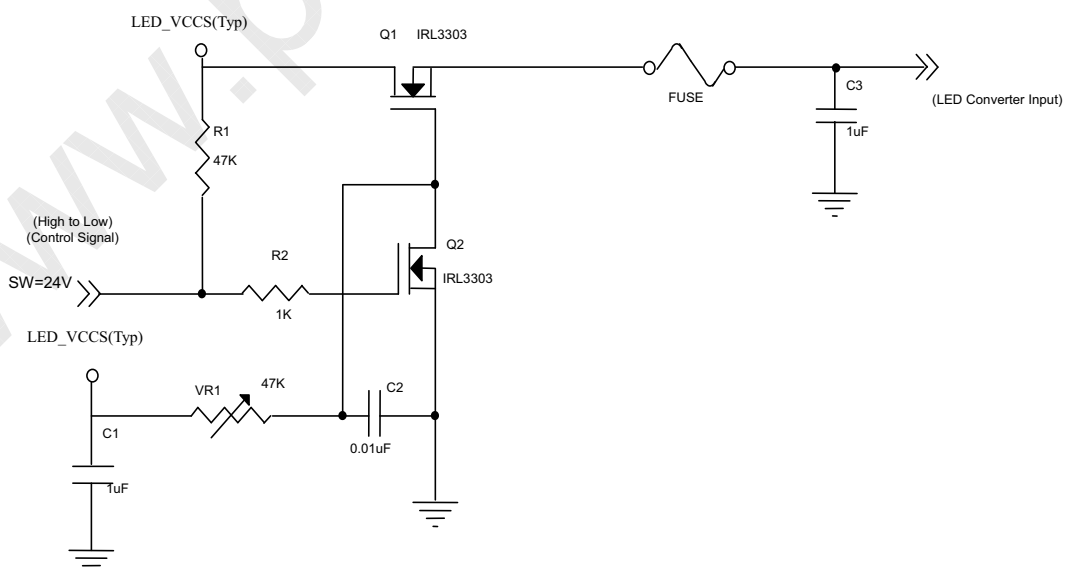 LED_VCCS(Typ)
Q1 IRL3303
FUSE
C3
(LED Converter Input)
1uF
R1
47K
(High to Low)
(Control Signal)
SW=24V
R2
1K
Q2
IRL3303
LED_VCCS(Typ)
VR1
47K
C2
0.01uF
C1
1uF
www.p